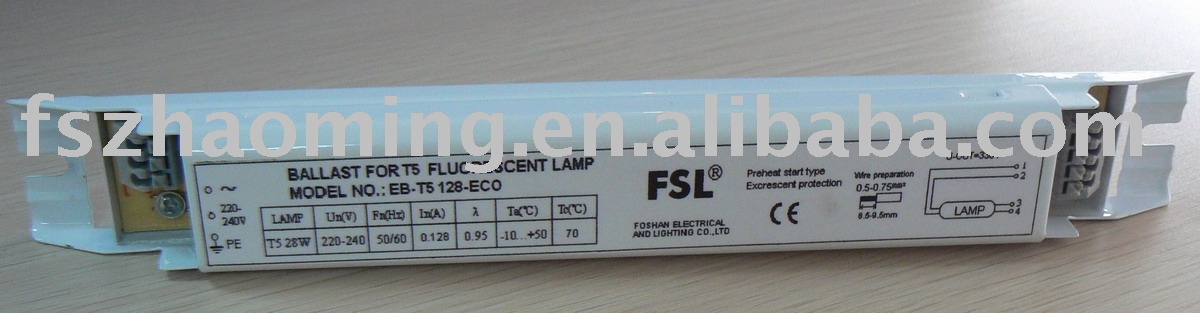 fszhaoming.en.alibaba.com
BALLAST FOR T5 FLUORESCENT LAMP
MODEL NO.: EB-T5 128-ECO
~
220-
240V
PE
LAMP Un(V) Fn(Hz) In(A) λ Ta(℃) Tc(℃)
T5 28W 220-240 50/60 0.128 0.95 -10...+50 70
FSL®
FOSHAN ELECTRICAL
AND LIGHTING CO.,LTD
Preheat start type
Excrescent protection
CE
Wire preparation
0.5-0.75mm²
8.5-9.5mm
1
2
3
4
LAMP